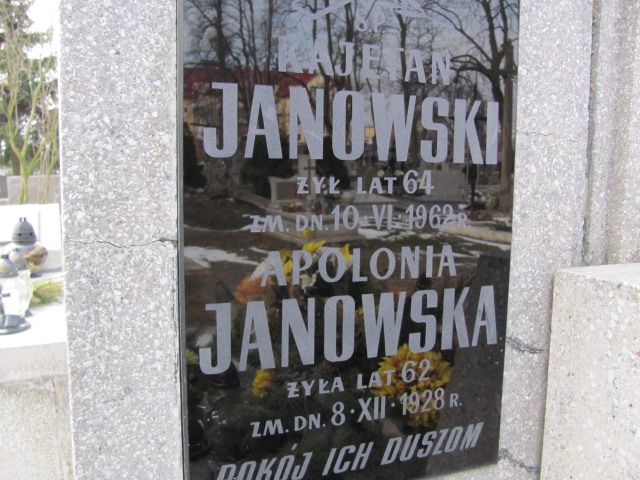 Ś.P.
KAJETAN
JANOWSKI
ŻYŁ LAT 64
ZM. DN. 10·VI·1962 R.
APOLONIA
JANOWSKA
ŻYŁA LAT 62
ZM. DN. 8·XII·1928 R.
POKÓJ ICH DUSZOM